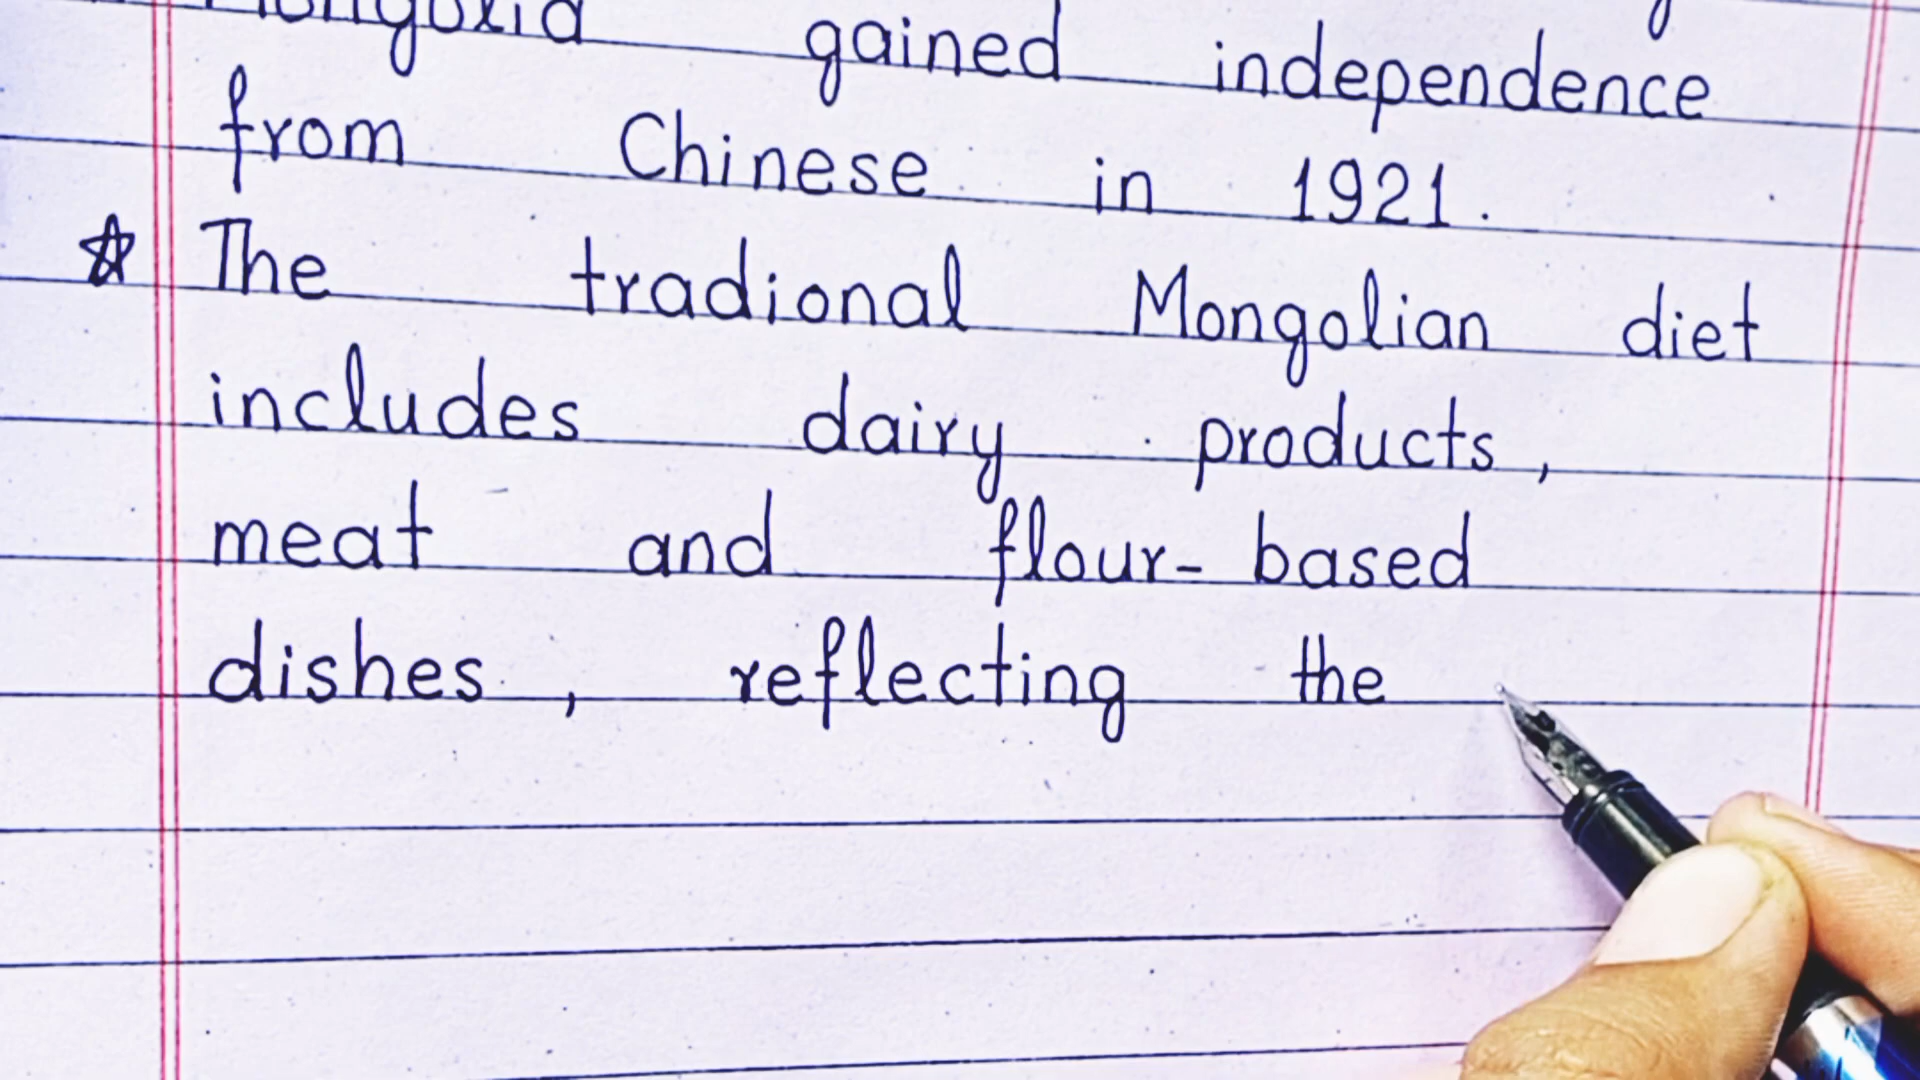 Mongolia gained independence
from Chinese in 1921.
☆ The tradional Mongolian diet
includes dairy products,
meat and flour-based
dishes, reflecting the